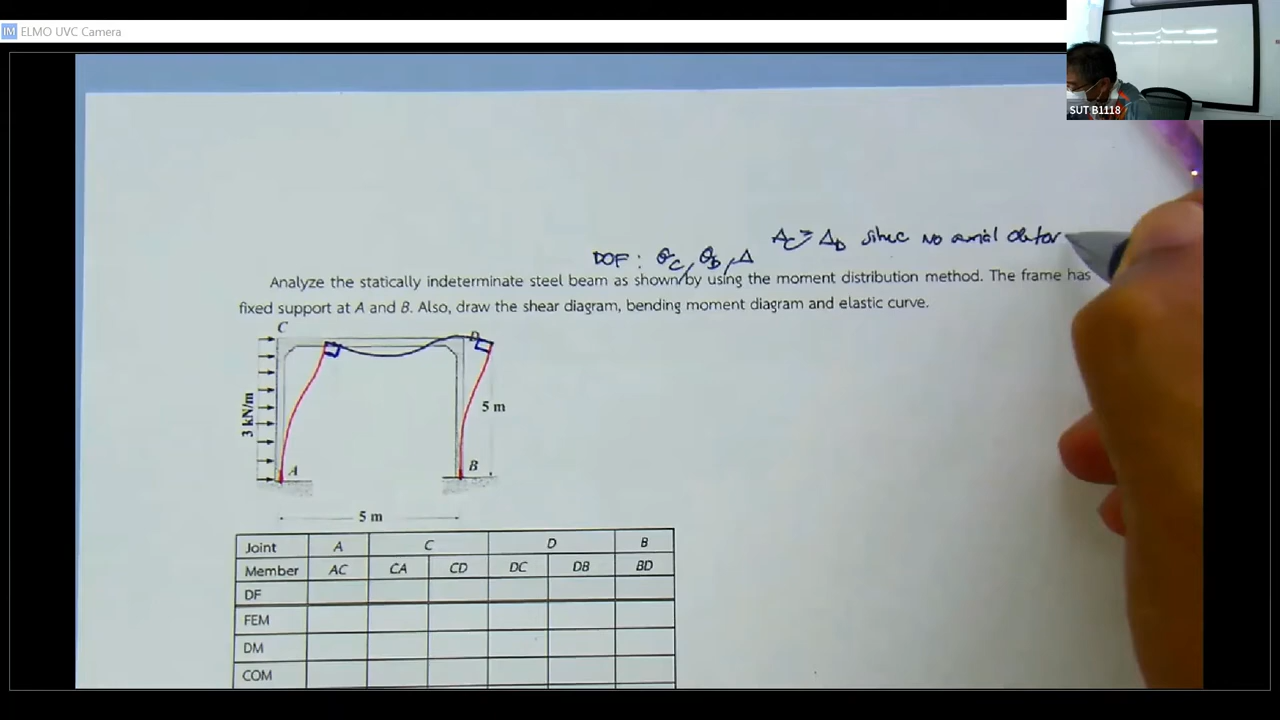 IM ELMO UVC Camera
SUT B1118
Δc = ΔD since no axial defor
DOF : θc, θD, Δ
Analyze the statically indeterminate steel beam as shown by using the moment distribution method. The frame has
fixed support at A and B. Also, draw the shear diagram, bending moment diagram and elastic curve.
C
D
3 kN/m
5 m
A
B
5 m
Joint A C D B
Member AC CA CD DC DB BD
DF
FEM
DM
COM